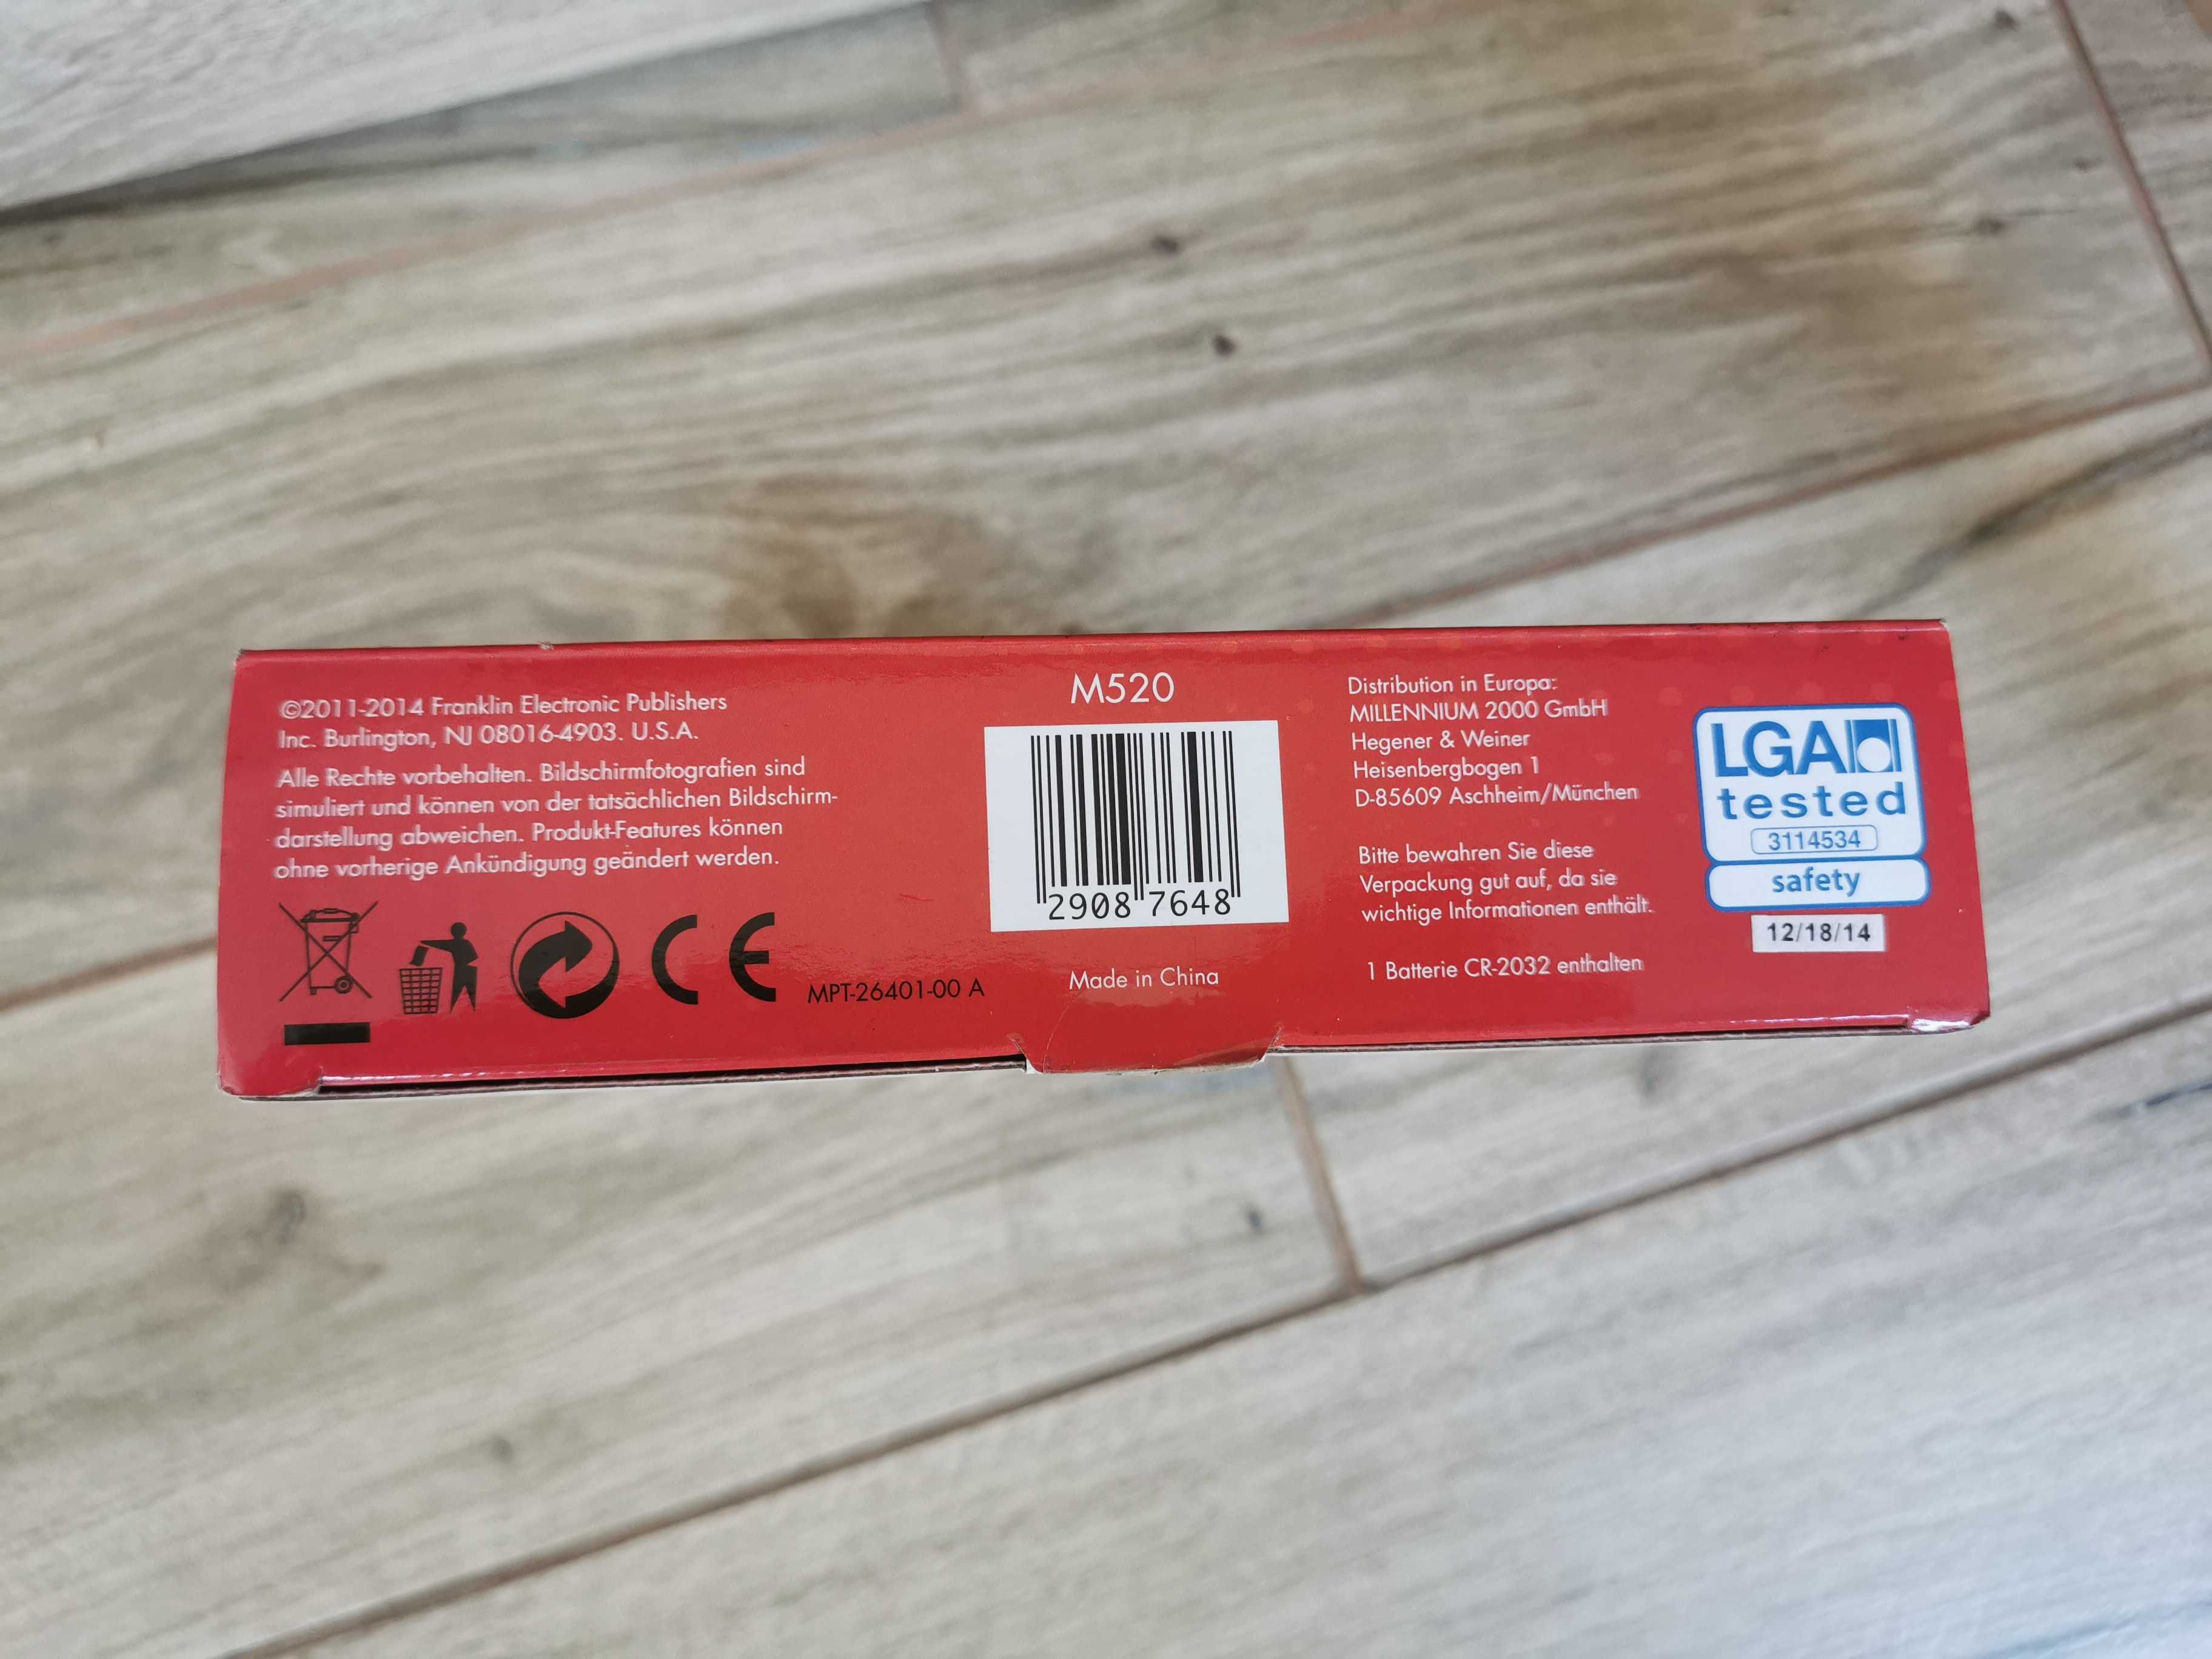 ©2011-2014 Franklin Electronic Publishers
Inc. Burlington, NJ 08016-4903. U.S.A.
Alle Rechte vorbehalten. Bildschirmfotografien sind
simuliert und können von der tatsächlichen Bildschirm-
darstellung abweichen. Produkt-Features können
ohne vorherige Ankündigung geändert werden.
CE
MPT-26401-00 A
M520
2908 7648
Made in China
Distribution in Europa:
MILLENNIUM 2000 GmbH
Hegener & Weiner
Heisenbergbogen 1
D-85609 Aschheim/München
Bitte bewahren Sie diese
Verpackung gut auf, da sie
wichtige Informationen enthält.
1 Batterie CR-2032 enthalten
LGA
tested
3114534
safety
12/18/14